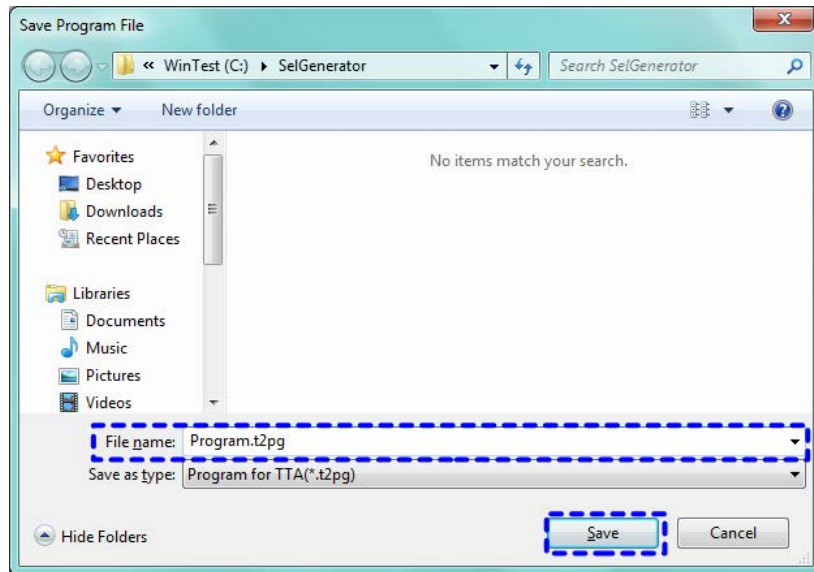 Save Program File
« WinTest (C:) ▸ SelGenerator
Search SelGenerator
Organize
New folder
Favorites
Desktop
Downloads
Recent Places
Libraries
Documents
Music
Pictures
Videos
No items match your search.
File name: Program.t2pg
Save as type: Program for TTA(*.t2pg)
Hide Folders
Save
Cancel